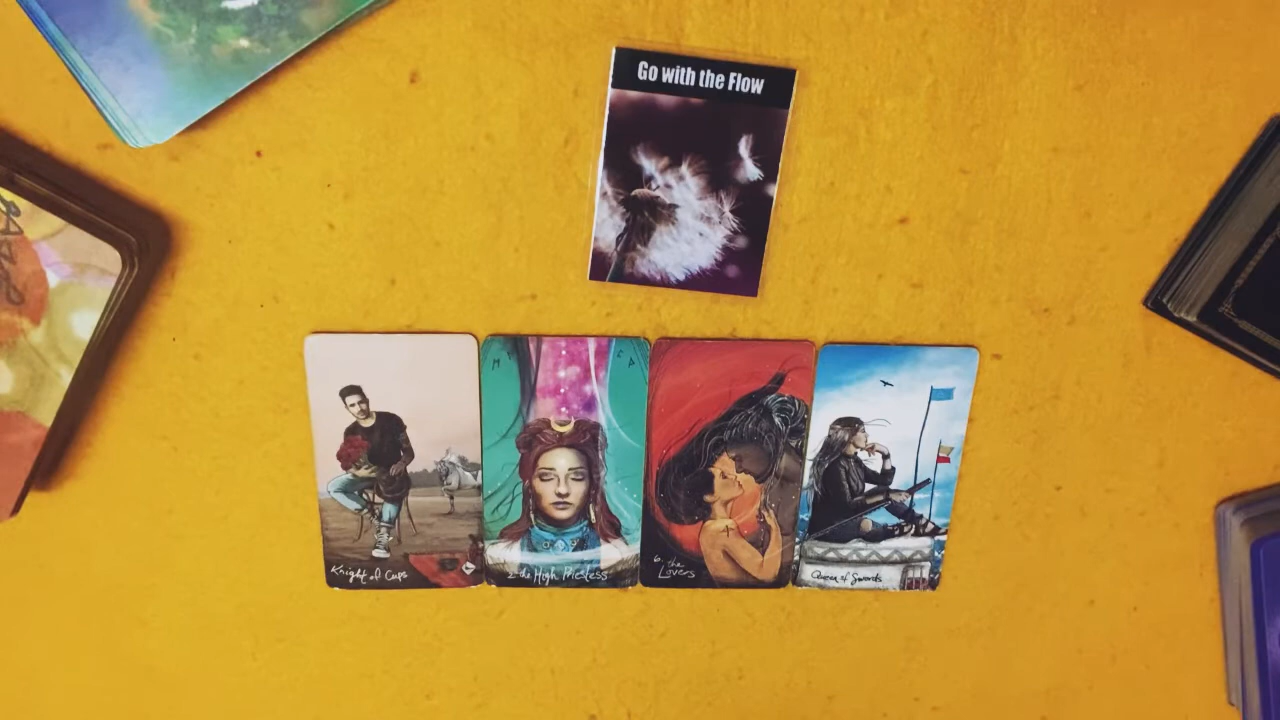 Go with the Flow
Knight of Cups
2 the High Priestess
6. the
Lovers
Queen of Swords